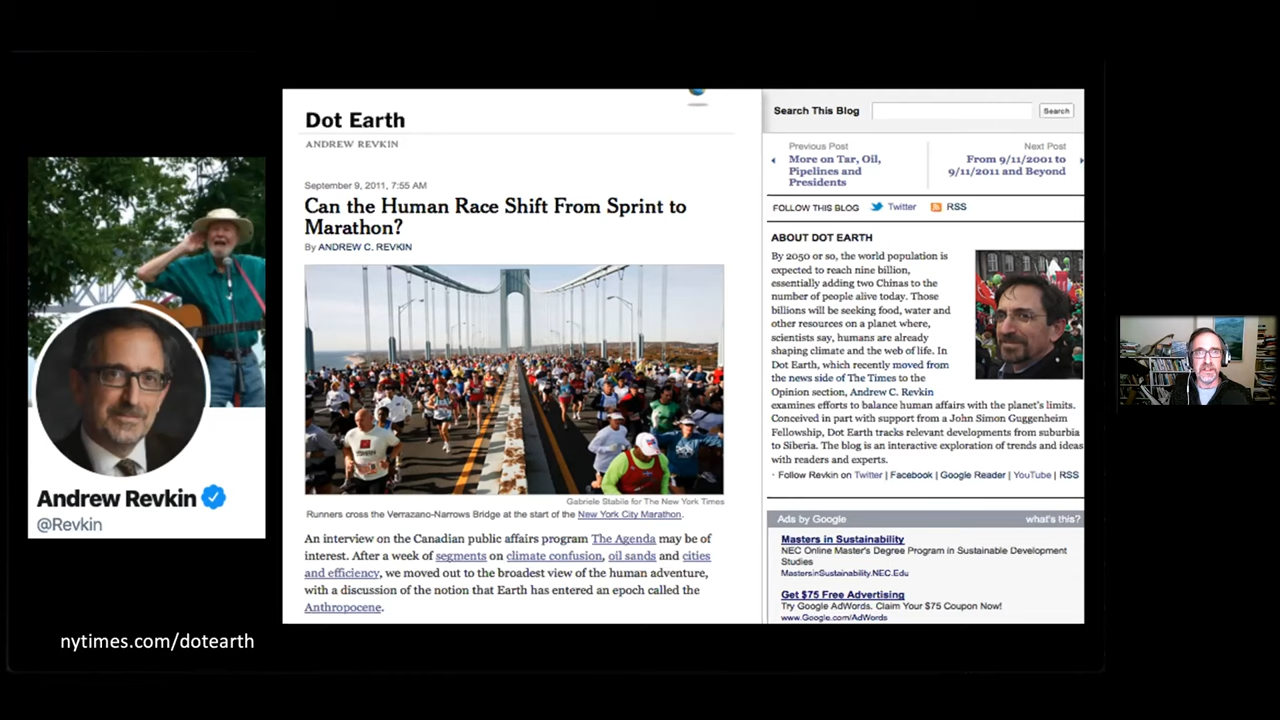 Dot Earth
ANDREW REVKIN
September 9, 2011, 7:55 AM
Can the Human Race Shift From Sprint to
Marathon?
By ANDREW C. REVKIN
Gabriele Stabile for The New York Times
Runners cross the Verrazano-Narrows Bridge at the start of the New York City Marathon.
An interview on the Canadian public affairs program The Agenda may be of
interest. After a week of segments on climate confusion, oil sands and cities
and efficiency, we moved out to the broadest view of the human adventure,
with a discussion of the notion that Earth has entered an epoch called the
Anthropocene.
Search This Blog
Search
Previous Post
More on Tar, Oil,
Pipelines and
Presidents
Next Post
From 9/11/2001 to
9/11/2011 and Beyond
FOLLOW THIS BLOG Twitter RSS
ABOUT DOT EARTH
By 2050 or so, the world population is
expected to reach nine billion,
essentially adding two Chinas to the
number of people alive today. Those
billions will be seeking food, water and
other resources on a planet where,
scientists say, humans are already
shaping climate and the web of life. In
Dot Earth, which recently moved from
the news side of The Times to the
Opinion section, Andrew C. Revkin
examines efforts to balance human affairs with the planet's limits.
Conceived in part with support from a John Simon Guggenheim
Fellowship, Dot Earth tracks relevant developments from suburbia
to Siberia. The blog is an interactive exploration of trends and ideas
with readers and experts.
· Follow Revkin on Twitter | Facebook | Google Reader | YouTube | RSS
Ads by Google what's this?
Masters in Sustainability
NEC Online Master's Degree Program in Sustainable Development
Studies
MastersinSustainability.NEC.Edu
Get $75 Free Advertising
Try Google AdWords. Claim Your $75 Coupon Now!
www.Google.com/AdWords
Andrew Revkin
@Revkin
nytimes.com/dotearth